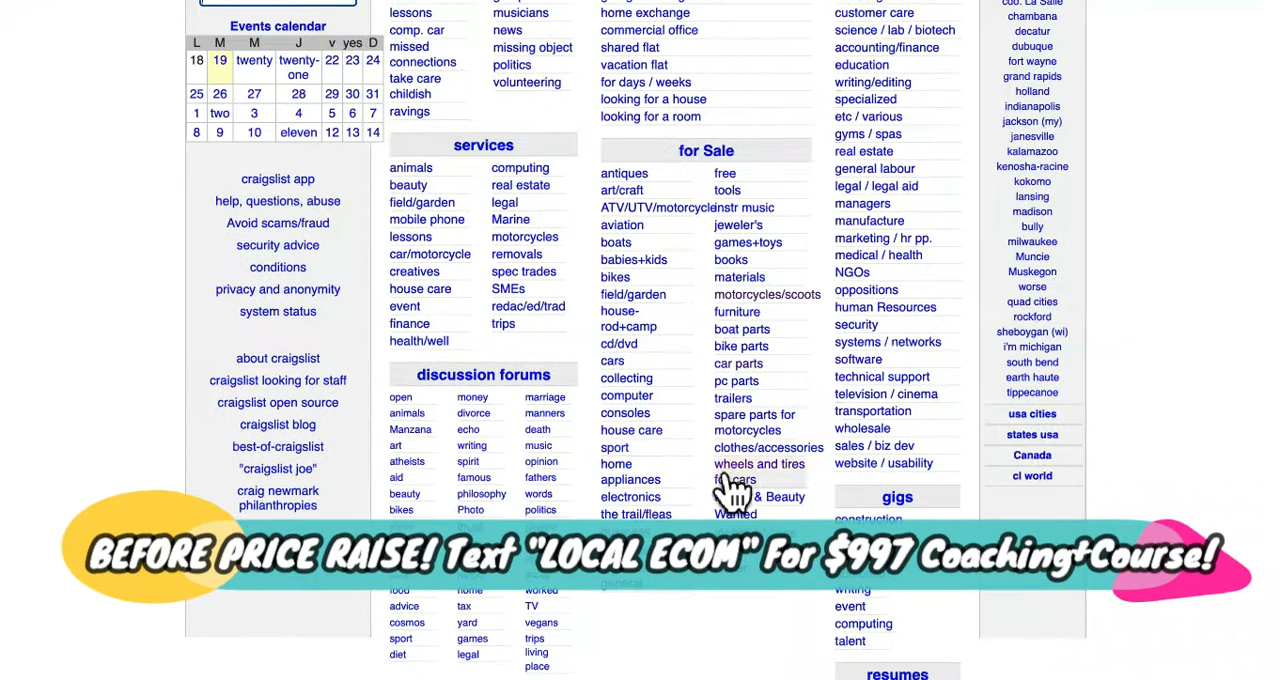 Events calendar
L M M J v yes D
18 19 twenty twenty-one 22 23 24
25 26 27 28 29 30 31
1 two 3 4 5 6 7
8 9 10 eleven 12 13 14
craigslist app
help, questions, abuse
Avoid scams/fraud
security advice
conditions
privacy and anonymity
system status
about craigslist
craigslist looking for staff
craigslist open source
craigslist blog
best-of-craigslist
"craigslist joe"
craig newmark
philanthropies
lessons
comp. car
missed
connections
take care
childish
ravings
musicians
news
missing object
politics
volunteering
services
animals
beauty
field/garden
mobile phone
lessons
car/motorcycle
creatives
house care
event
finance
health/well
computing
real estate
legal
Marine
motorcycles
removals
spec trades
SMEs
redac/ed/trad
trips
discussion forums
open
animals
Manzana
art
atheists
aid
beauty
bikes
food
advice
cosmos
sport
diet
money
divorce
echo
writing
spirit
famous
philosophy
Photo
home
tax
yard
games
legal
marriage
manners
death
music
opinion
fathers
words
politics
worked
TV
vegans
trips
living
place
home exchange
commercial office
shared flat
vacation flat
for days / weeks
looking for a house
looking for a room
for Sale
antiques
art/craft
ATV/UTV/motorcycle
aviation
boats
babies+kids
bikes
field/garden
house-
rod+camp
cd/dvd
cars
collecting
computer
consoles
house care
sport
home
appliances
electronics
the trail/fleas
general
free
tools
instr music
jeweler's
games+toys
books
materials
motorcycles/scoots
furniture
boat parts
bike parts
car parts
pc parts
trailers
spare parts for
motorcycles
clothes/accessories
wheels and tires
cars
& Beauty
Wanted
customer care
science / lab / biotech
accounting/finance
education
writing/editing
specialized
etc / various
gyms / spas
real estate
general labour
legal / legal aid
managers
manufacture
marketing / hr pp.
medical / health
NGOs
oppositions
human Resources
security
systems / networks
software
technical support
television / cinema
transportation
wholesale
sales / biz dev
website / usability
gigs
construction
writing
event
computing
talent
resumes
cdo. La Salle
chambana
decatur
dubuque
fort wayne
grand rapids
holland
indianapolis
jackson (my)
janesville
kalamazoo
kenosha-racine
kokomo
lansing
madison
bully
milwaukee
Muncie
Muskegon
worse
quad cities
rockford
sheboygan (wi)
i'm michigan
south bend
earth haute
tippecanoe
usa cities
states usa
Canada
cl world
BEFORE PRICE RAISE! Text "LOCAL ECOM" For $997 Coaching+Course!